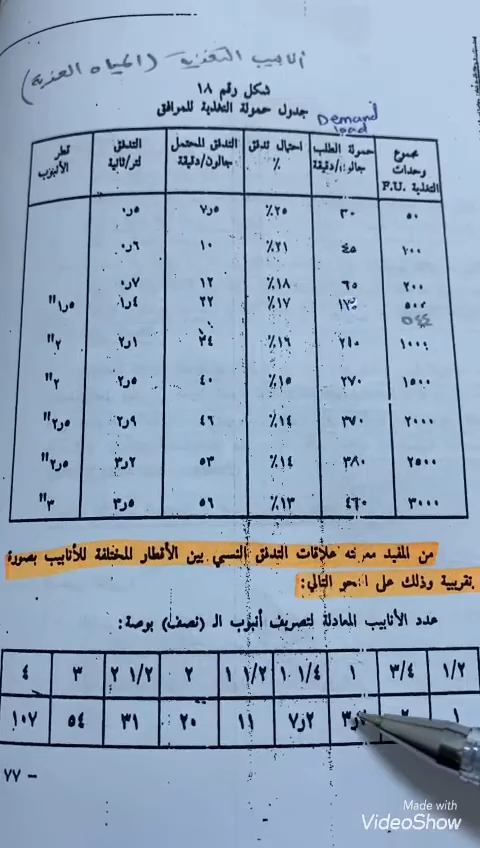 أنابيب التغذية - (المياه العذبة)
شكل رقم ١٨
جدول حمولة التغذية للمرافق
Demand
load
مجموع وحدات التغذية F.U. | حمولة الطلب جالون/دقيقة | احتمال تدفق % | التدفق المحتمل جالون/دقيقة | التدفق لتر/ثانية | قطر الأنبوب
٥٠ | ٣٠ | ٢٥٪ | ٧٫٥ | ٠٫٥
١٠٠ | ٤٥ | ٢١٪ | ١٠ | ٠٫٦
٢٠٠ | ٦٥ | ١٨٪ | ١٢ | ٠٫٧
٥٠٠ | ١٣٠ | ١٧٪ | ٢٢ | ١٫٤ | ١٫٥"
٥٤٤
١٠٠٠ | ٢١٠ | ١٦٪ | ٣٤ | ٢٫١ | ٢"
١٥٠٠ | ٢٧٠ | ١٥٪ | ٤٠ | ٢٫٥ | ٢"
٢٠٠٠ | ٣٧٠ | ١٤٪ | ٤٦ | ٢٫٩ | ٢٫٥"
٢٥٠٠ | ٣٨٠ | ١٤٪ | ٥٣ | ٣٫٢ | ٢٫٥"
٣٠٠٠ | ٤٦٠ | ١٣٪ | ٥٦ | ٣٫٥ | ٣"
من المفيد معرفة علاقات التدفق النسبي بين الأقطار المختلفة للأنابيب بصورة
تقريبية وذلك على النحو التالي:
عدد الأنابيب المعادلة لتصريف أنبوب الـ (نصف) بوصة:
١/٢ | ٣/٤ | ١ | ١ ١/٤ | ١ ١/٢ | ٢ | ٢ ١/٢ | ٣ | ٤
١ | ٢ | ٣٫٧ | ٧٫٢ | ١١ | ٢٠ | ٣١ | ٥٤ | ١٠٧
٧٧ -
Made with
VideoShow